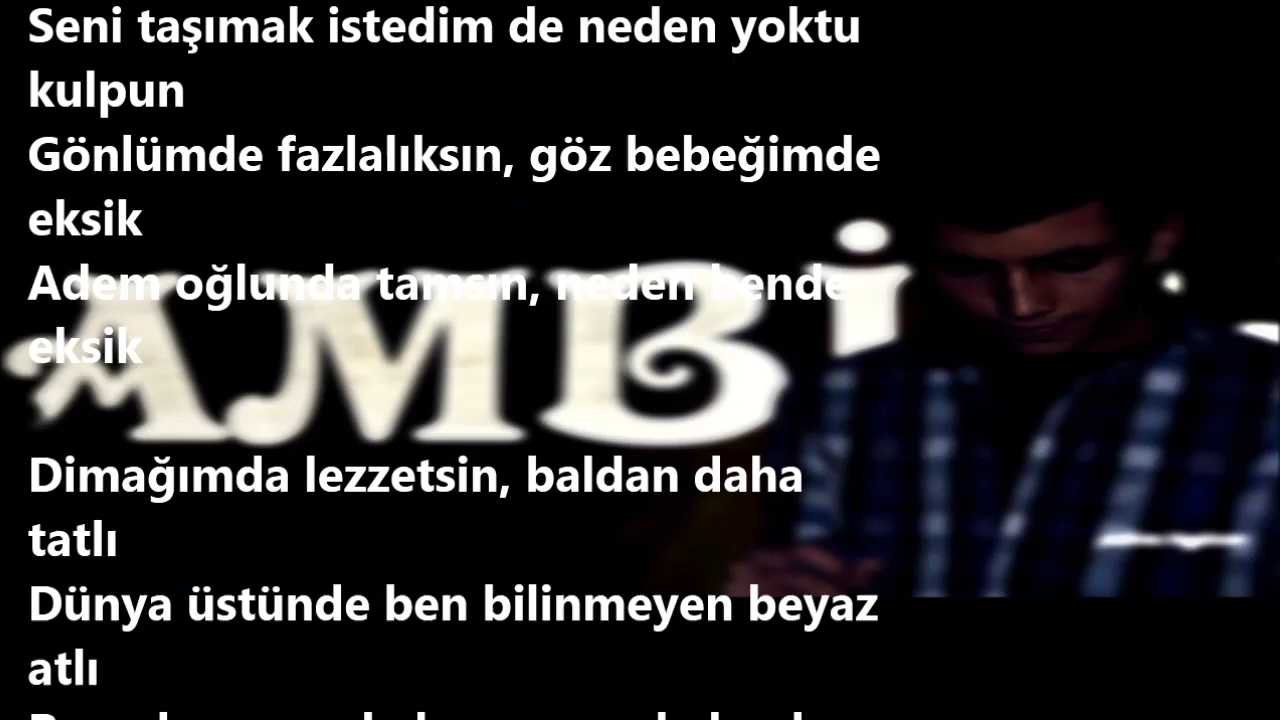 Seni taşımak istedim de neden yoktu
kulpun
Gönlümde fazlalıksın, göz bebeğimde
eksik
Adem oğlunda tamsın, neden bende
eksik
AMBİ
Dimağımda lezzetsin, baldan daha
tatlı
Dünya üstünde ben bilinmeyen beyaz
atlı